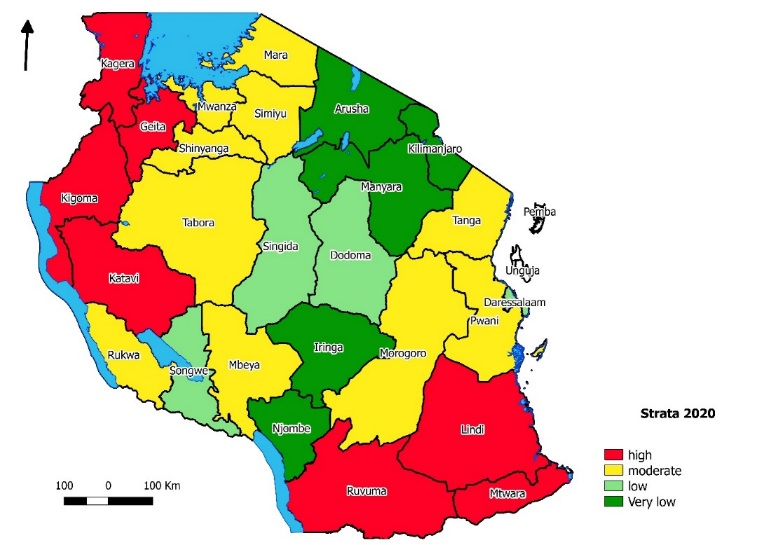 Mara
Kagera
Arusha
Mwanza
Simiyu
Geita
Shinyanga
Kilimanjaro
Manyara
Kigoma
Pemba
Tabora
Tanga
Singida
Dodoma
Unguja
Katavi
Daressalaam
Pwani
Iringa
Morogoro
Rukwa
Mbeya
Songwe
Strata 2020
Njombe
Lindi
high
moderate
low
Very low
100 0 100 Km
Ruvuma
Mtwara